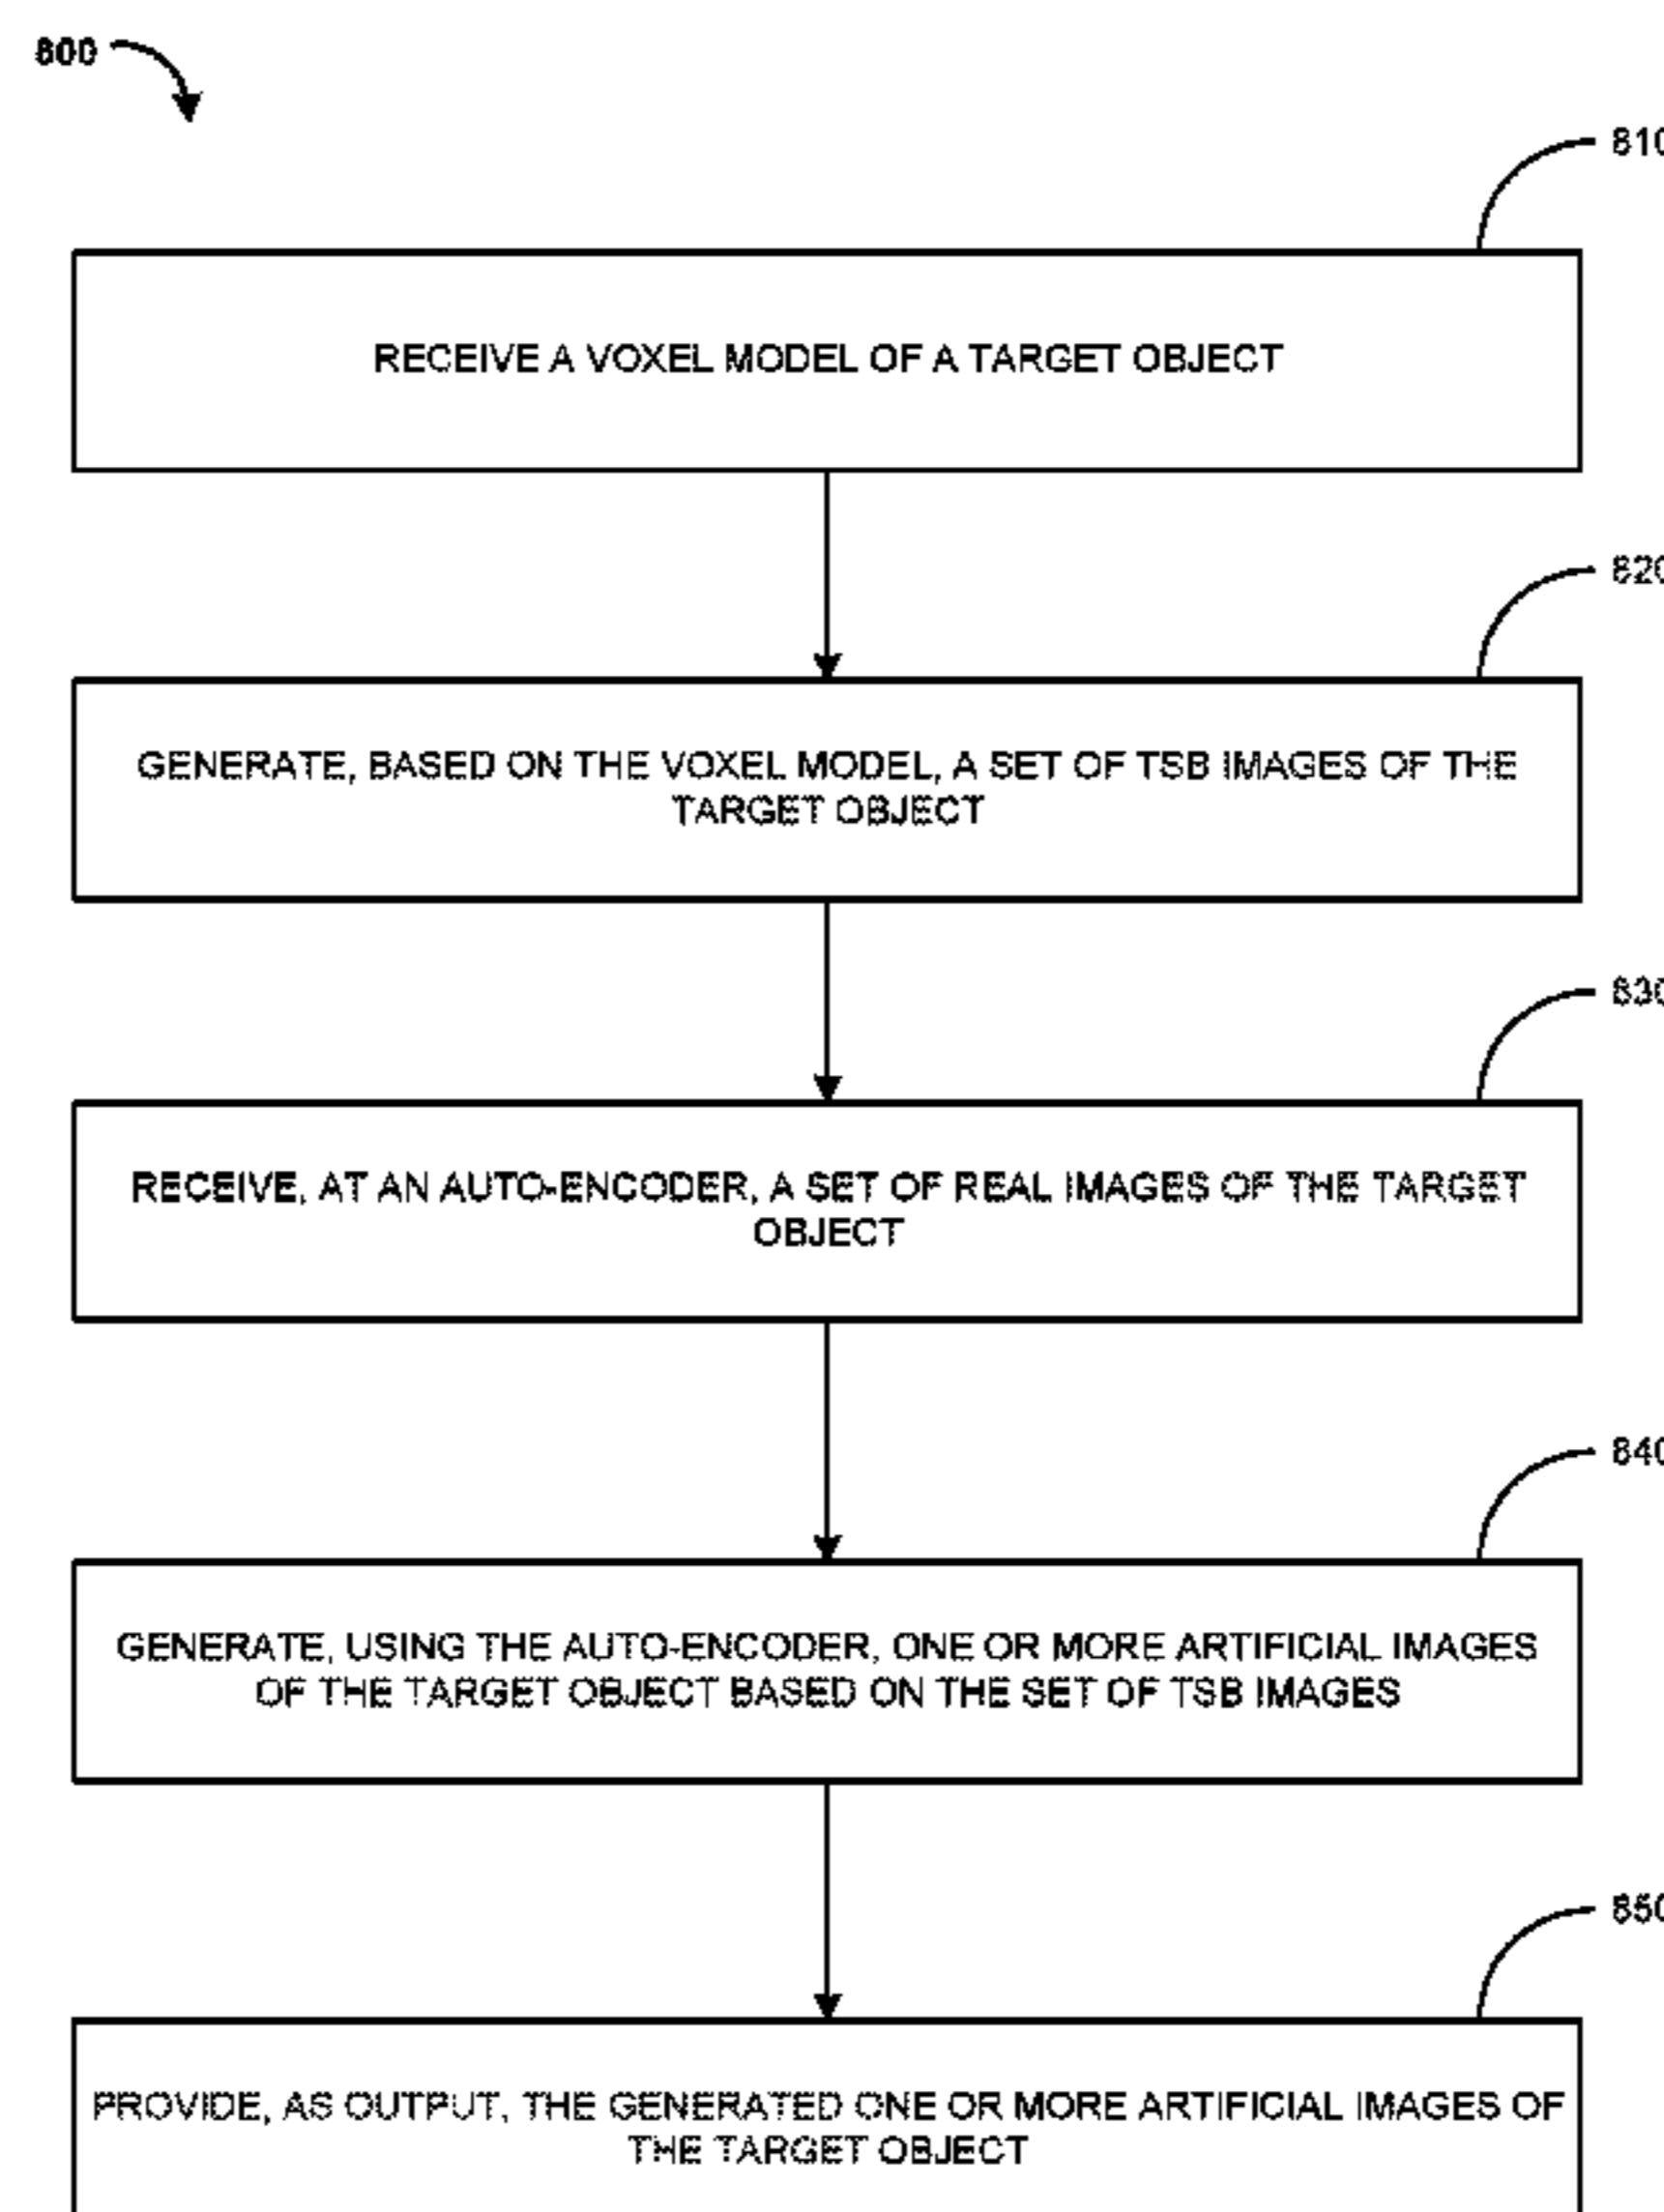 800
810
RECEIVE A VOXEL MODEL OF A TARGET OBJECT
820
GENERATE, BASED ON THE VOXEL MODEL, A SET OF TSB IMAGES OF THE
TARGET OBJECT
830
RECEIVE, AT AN AUTO-ENCODER, A SET OF REAL IMAGES OF THE TARGET
OBJECT
840
GENERATE, USING THE AUTO-ENCODER, ONE OR MORE ARTIFICIAL IMAGES
OF THE TARGET OBJECT BASED ON THE SET OF TSB IMAGES
850
PROVIDE, AS OUTPUT, THE GENERATED ONE OR MORE ARTIFICIAL IMAGES OF
THE TARGET OBJECT